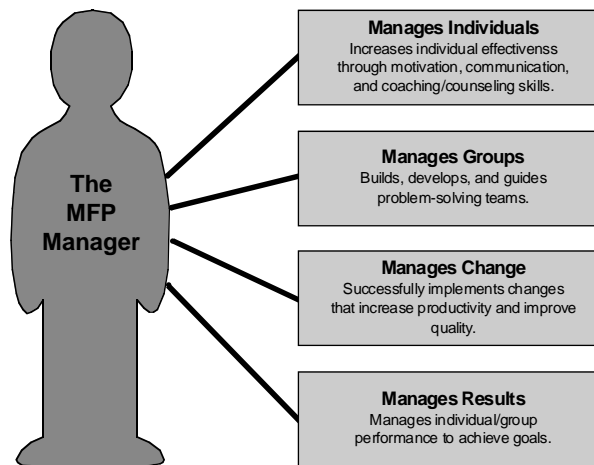 The
MFP
Manager
Manages Individuals
Increases individual effectivenss
through motivation, communication,
and coaching/counseling skills.
Manages Groups
Builds, develops, and guides
problem-solving teams.
Manages Change
Successfully implements changes
that increase productivity and improve
quality.
Manages Results
Manages individual/group
performance to achieve goals.